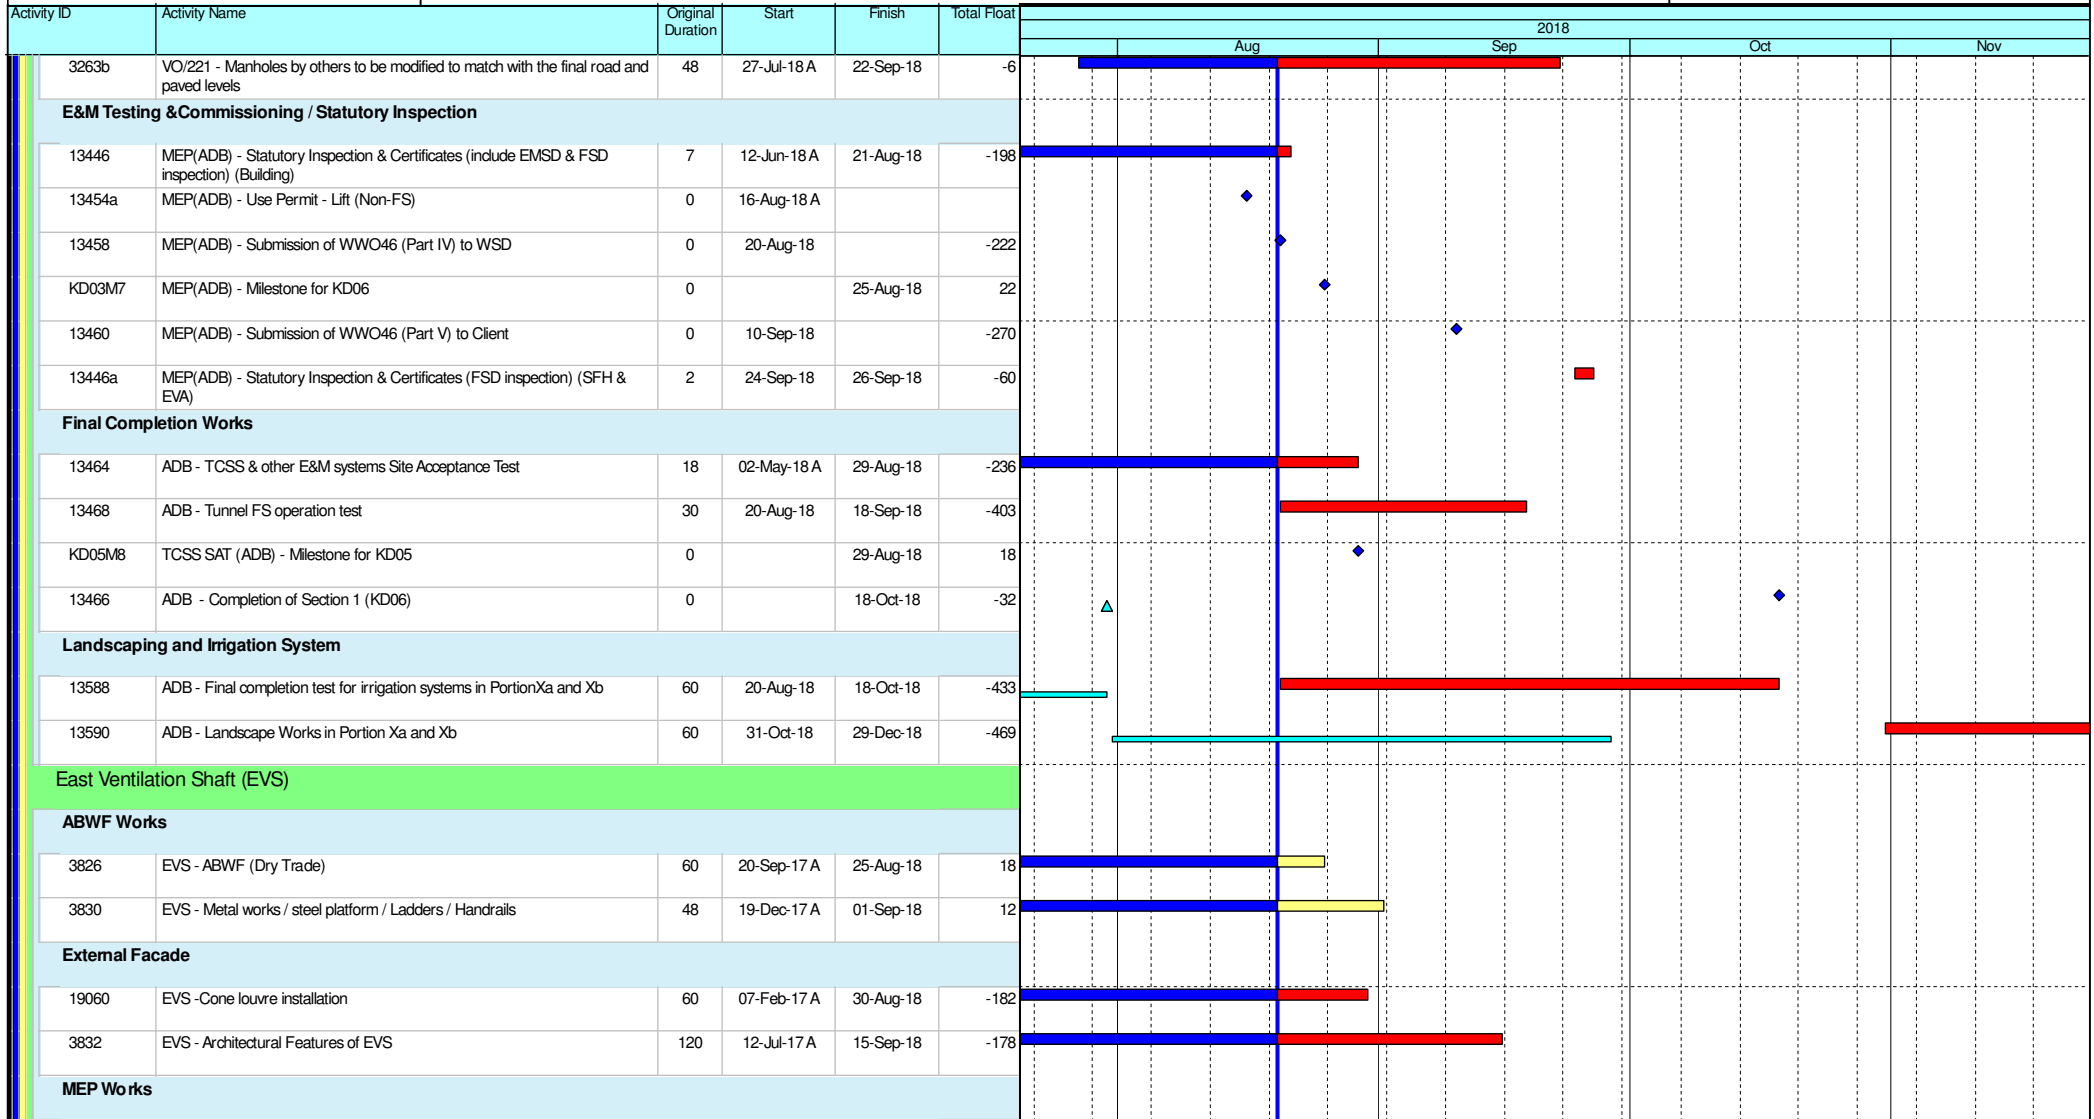 Activity ID Activity Name Original Duration Start Finish Total Float
2018
Aug Sep Oct Nov
3263b VO/221 - Manholes by others to be modified to match with the final road and paved levels 48 27-Jul-18 A 22-Sep-18 -6
E&M Testing &Commissioning / Statutory Inspection
13446 MEP(ADB) - Statutory Inspection & Certificates (include EMSD & FSD inspection) (Building) 7 12-Jun-18 A 21-Aug-18 -198
13454a MEP(ADB) - Use Permit - Lift (Non-FS) 0 16-Aug-18 A
13458 MEP(ADB) - Submission of WWO46 (Part IV) to WSD 0 20-Aug-18 -222
KD03M7 MEP(ADB) - Milestone for KD06 0 25-Aug-18 22
13460 MEP(ADB) - Submission of WWO46 (Part V) to Client 0 10-Sep-18 -270
13446a MEP(ADB) - Statutory Inspection & Certificates (FSD inspection) (SFH & EVA) 2 24-Sep-18 26-Sep-18 -60
Final Completion Works
13464 ADB - TCSS & other E&M systems Site Acceptance Test 18 02-May-18 A 29-Aug-18 -236
13468 ADB - Tunnel FS operation test 30 20-Aug-18 18-Sep-18 -403
KD05M8 TCSS SAT (ADB) - Milestone for KD05 0 29-Aug-18 18
13466 ADB - Completion of Section 1 (KD06) 0 18-Oct-18 -32
Landscaping and Irrigation System
13588 ADB - Final completion test for irrigation systems in PortionXa and Xb 60 20-Aug-18 18-Oct-18 -433
13590 ADB - Landscape Works in Portion Xa and Xb 60 31-Oct-18 29-Dec-18 -469
East Ventilation Shaft (EVS)
ABWF Works
3826 EVS - ABWF (Dry Trade) 60 20-Sep-17 A 25-Aug-18 18
3830 EVS - Metal works / steel platform / Ladders / Handrails 48 19-Dec-17 A 01-Sep-18 12
External Facade
19060 EVS -Cone louvre installation 60 07-Feb-17 A 30-Aug-18 -182
3832 EVS - Architectural Features of EVS 120 12-Jul-17 A 15-Sep-18 -178
MEP Works